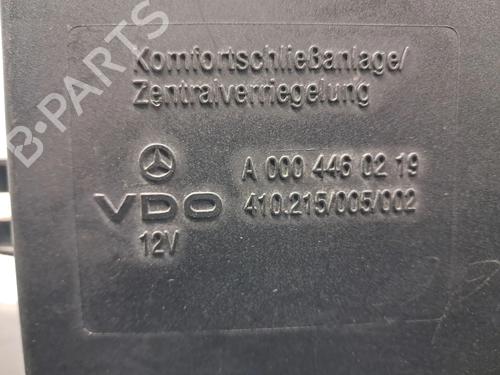 Komfortschließanlage/
Zentralverriegelung
A 000 446 02 19
VDO 410.215/005/002
12V
B-PARTS